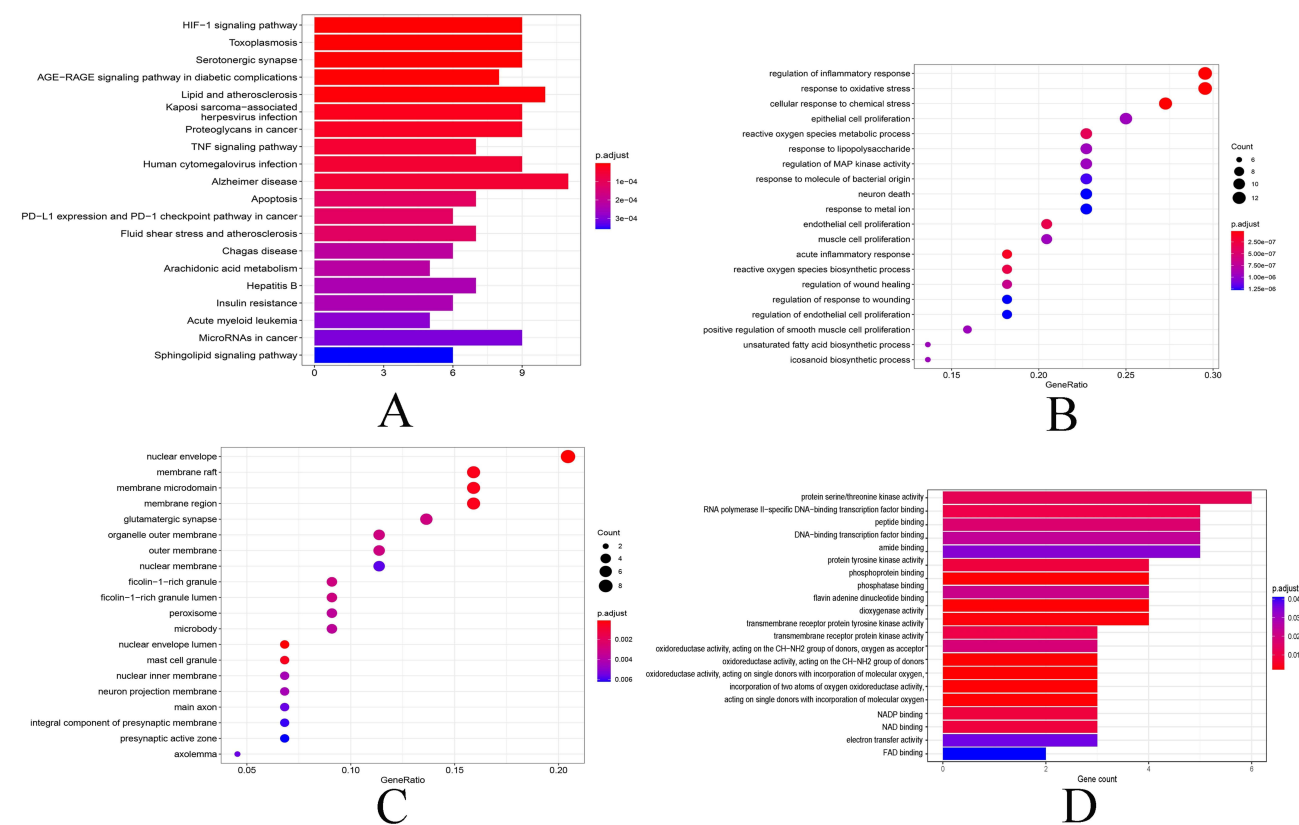 HIF−1 signaling pathway
Toxoplasmosis
Serotonergic synapse
AGE−RAGE signaling pathway in diabetic complications
Lipid and atherosclerosis
Kaposi sarcoma−associated
herpesvirus infection
Proteoglycans in cancer
TNF signaling pathway
Human cytomegalovirus infection
Alzheimer disease
Apoptosis
PD−L1 expression and PD−1 checkpoint pathway in cancer
Fluid shear stress and atherosclerosis
Chagas disease
Arachidonic acid metabolism
Hepatitis B
Insulin resistance
Acute myeloid leukemia
MicroRNAs in cancer
Sphingolipid signaling pathway
0 3 6 9
p.adjust
1e−04
2e−04
3e−04
A
regulation of inflammatory response
response to oxidative stress
cellular response to chemical stress
epithelial cell proliferation
reactive oxygen species metabolic process
response to lipopolysaccharide
regulation of MAP kinase activity
response to molecule of bacterial origin
neuron death
response to metal ion
endothelial cell proliferation
muscle cell proliferation
acute inflammatory response
reactive oxygen species biosynthetic process
regulation of wound healing
regulation of response to wounding
regulation of endothelial cell proliferation
positive regulation of smooth muscle cell proliferation
unsaturated fatty acid biosynthetic process
icosanoid biosynthetic process
0.15 0.20 0.25 0.30
GeneRatio
Count
6
8
10
12
p.adjust
2.50e−07
5.00e−07
7.50e−07
1.00e−06
1.25e−06
B
nuclear envelope
membrane raft
membrane microdomain
membrane region
glutamatergic synapse
organelle outer membrane
outer membrane
nuclear membrane
ficolin−1−rich granule
ficolin−1−rich granule lumen
peroxisome
microbody
nuclear envelope lumen
mast cell granule
nuclear inner membrane
neuron projection membrane
main axon
integral component of presynaptic membrane
presynaptic active zone
axolemma
0.05 0.10 0.15 0.20
GeneRatio
Count
2
4
6
8
p.adjust
0.002
0.004
0.006
C
protein serine/threonine kinase activity
RNA polymerase II-specific DNA-binding transcription factor binding
peptide binding
DNA-binding transcription factor binding
amide binding
protein tyrosine kinase activity
phosphoprotein binding
phosphatase binding
flavin adenine dinucleotide binding
dioxygenase activity
transmembrane receptor protein tyrosine kinase activity
transmembrane receptor protein kinase activity
oxidoreductase activity, acting on the CH-NH2 group of donors, oxygen as acceptor
oxidoreductase activity, acting on the CH-NH2 group of donors
oxidoreductase activity, acting on single donors with incorporation of molecular oxygen,
incorporation of two atoms of oxygen oxidoreductase activity,
acting on single donors with incorporation of molecular oxygen
NADP binding
NAD binding
electron transfer activity
FAD binding
0 2 4 6
Gene count
p.adjust
0.04
0.03
0.02
0.01
D